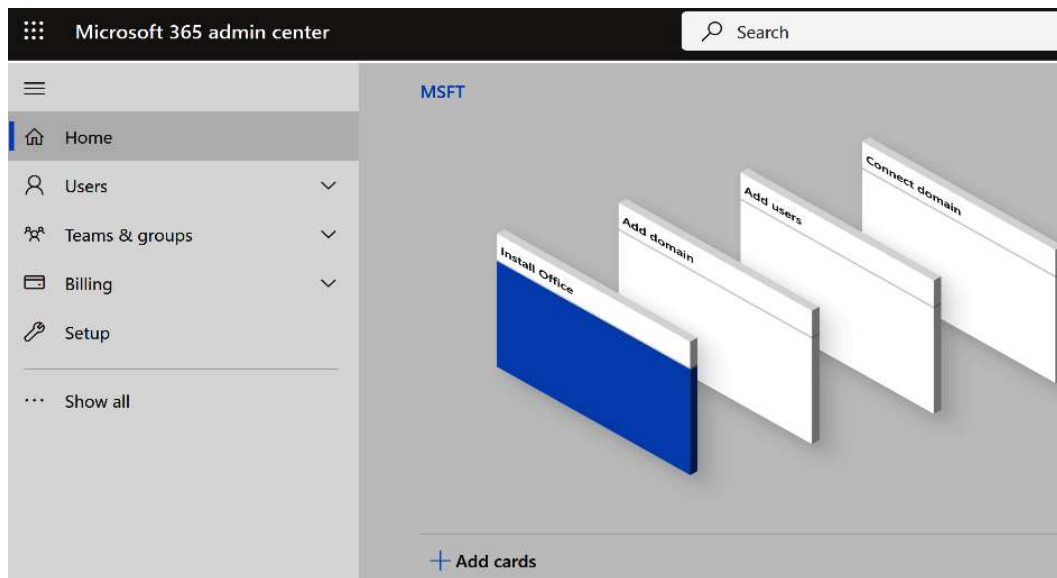 Microsoft 365 admin center
Search
MSFT
Home
Users
Teams & groups
Billing
Setup
Show all
Install Office
Add domain
Add users
Connect domain
Add cards